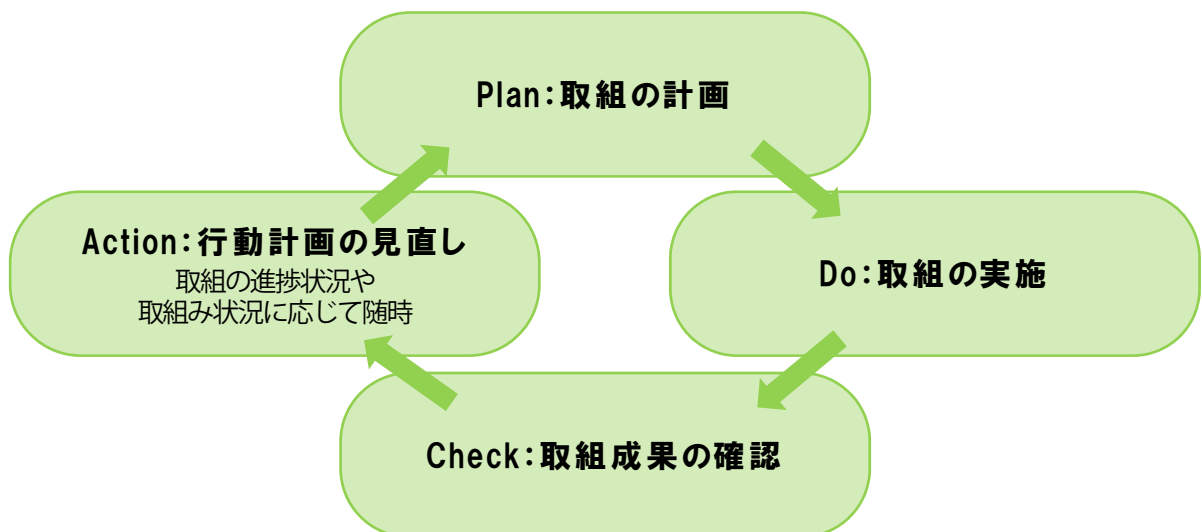 Plan：取組の計画
Action：行動計画の見直し
取組の進捗状況や
取組み状況に応じて随時
Do：取組の実施
Check：取組成果の確認